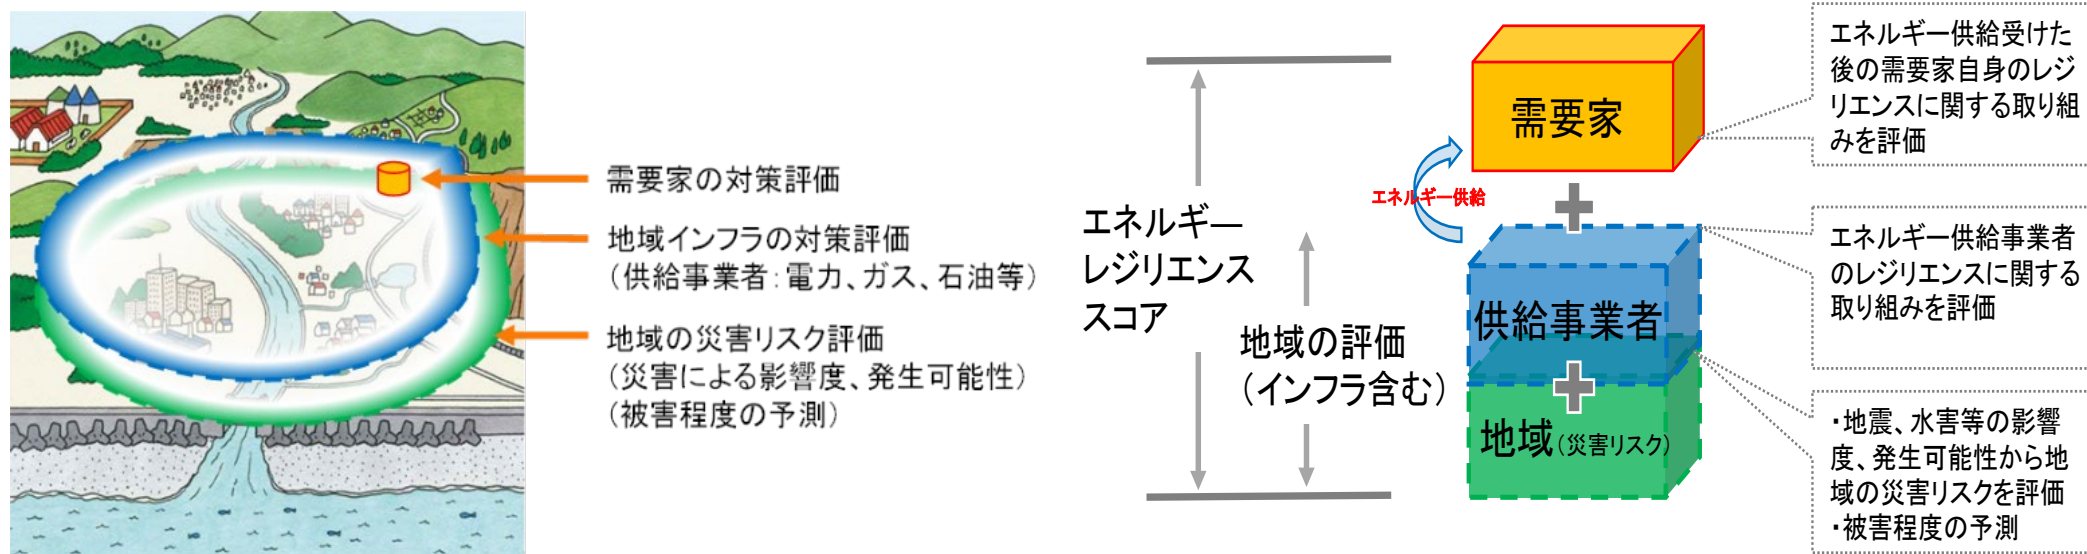 需要家の対策評価
地域インフラの対策評価
（供給事業者：電力、ガス、石油等）
地域の災害リスク評価
（災害による影響度、発生可能性）
（被害程度の予測）
エネルギー
レジリエンス
スコア
地域の評価
（インフラ含む）
需要家
エネルギー供給
供給事業者
地域（災害リスク）
エネルギー供給受けた
後の需要家自身のレジ
リエンスに関する取り組
みを評価
エネルギー供給事業者
のレジリエンスに関する
取り組みを評価
・地震、水害等の影響
度、発生可能性から地
域の災害リスクを評価
・被害程度の予測